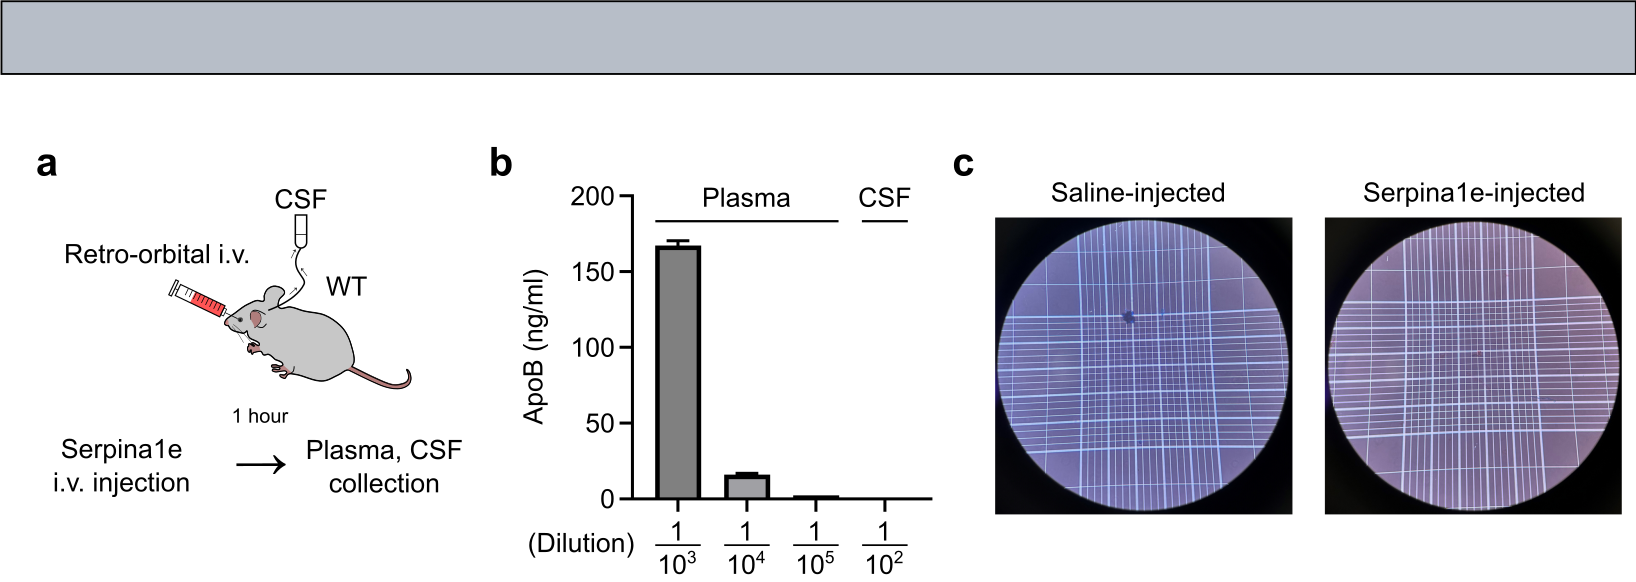 a
CSF
Retro-orbital i.v.
WT
1 hour
Serpina1e
i.v. injection
→
Plasma, CSF
collection
b
Plasma
CSF
ApoB (ng/ml)
200
150
100
50
0
(Dilution)
1/10³
1/10⁴
1/10⁵
1/10²
c
Saline-injected
Serpina1e-injected